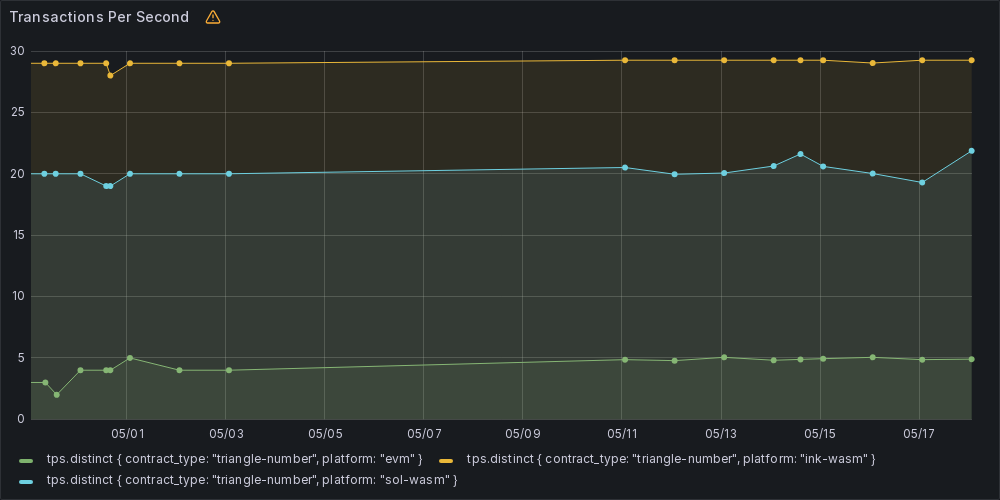 Transactions Per Second
30
25
20
15
10
5
0
05/01 05/03 05/05 05/07 05/09 05/11 05/13 05/15 05/17
tps.distinct { contract_type: "triangle-number", platform: "evm" } tps.distinct { contract_type: "triangle-number", platform: "ink-wasm" }
tps.distinct { contract_type: "triangle-number", platform: "sol-wasm" }